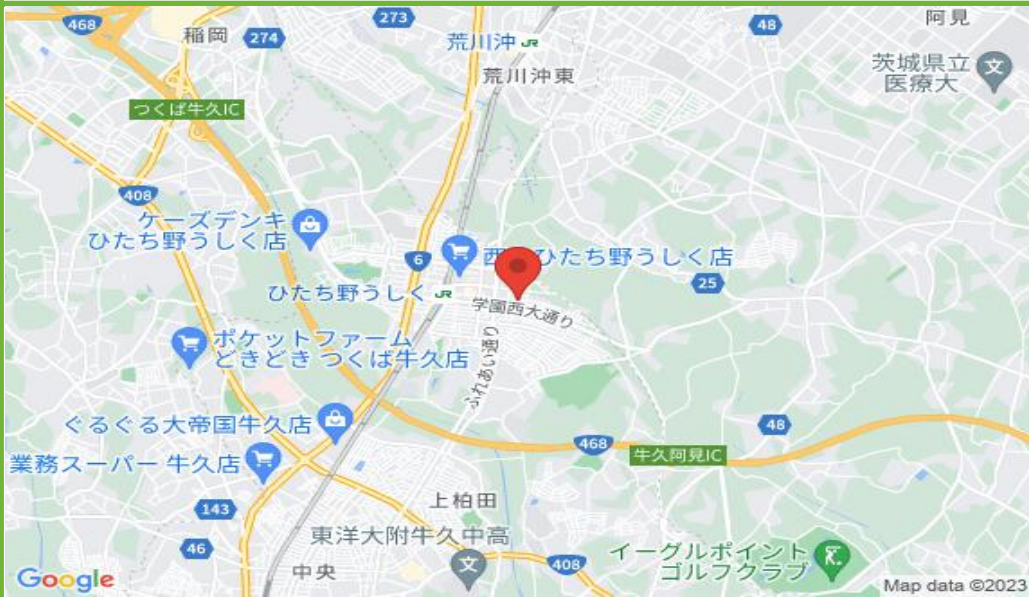 468
273
48
阿見
稲岡
274
荒川沖
JR
荒川沖東
茨城県立
医療大
文
つくば牛久IC
408
ケーズデンキ
ひたち野うしく店
6
ひたち野うしく店
25
ひたち野うしく
JR
学園西大通り
ポケットファーム
どきどき つくば牛久店
ふれあい通り
ぐるぐる大帝国牛久店
48
468
牛久阿見IC
業務スーパー 牛久店
143
上柏田
46
東洋大附牛久中高
文
408
イーグルポイント
ゴルフクラブ
中央
Google
Map data ©2023